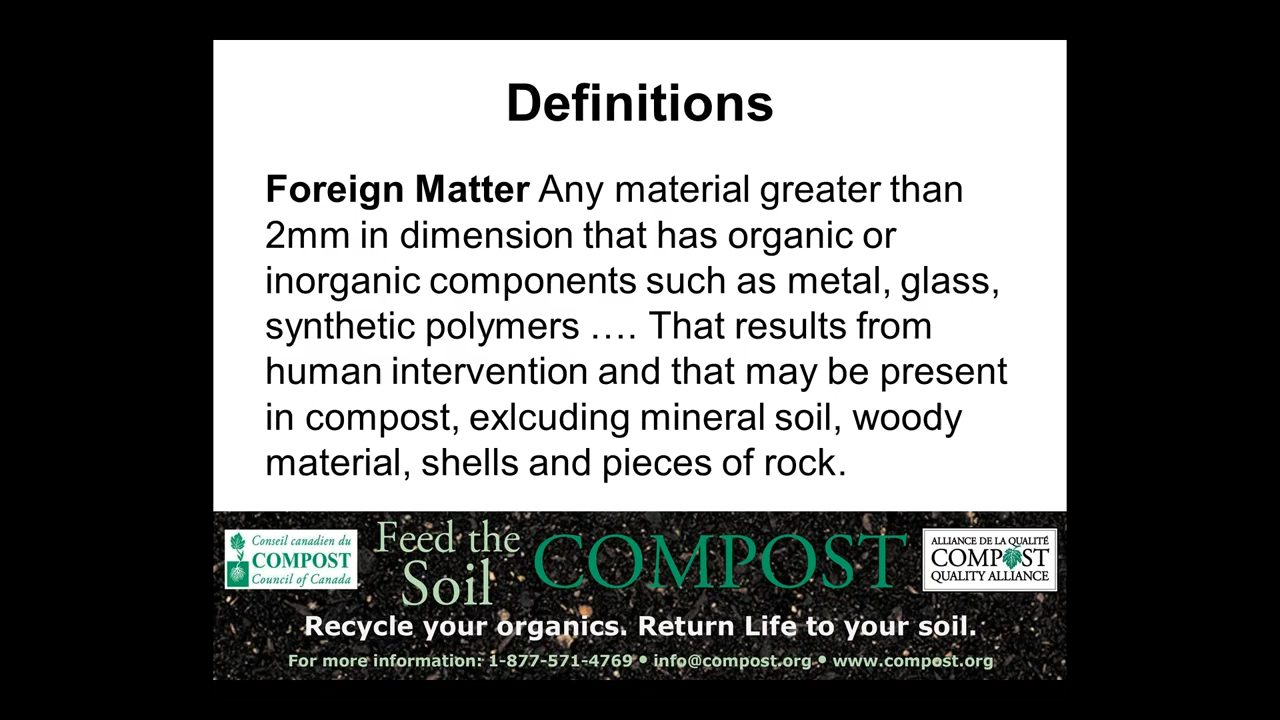 Definitions
Foreign Matter Any material greater than
2mm in dimension that has organic or
inorganic components such as metal, glass,
synthetic polymers …. That results from
human intervention and that may be present
in compost, exlcuding mineral soil, woody
material, shells and pieces of rock.
Conseil canadien du
COMPOST
Council of Canada
Feed the
Soil
COMPOST
ALLIANCE DE LA QUALITÉ
COMPOST
QUALITY ALLIANCE
Recycle your organics. Return Life to your soil.
For more information: 1-877-571-4769 • info@compost.org • www.compost.org